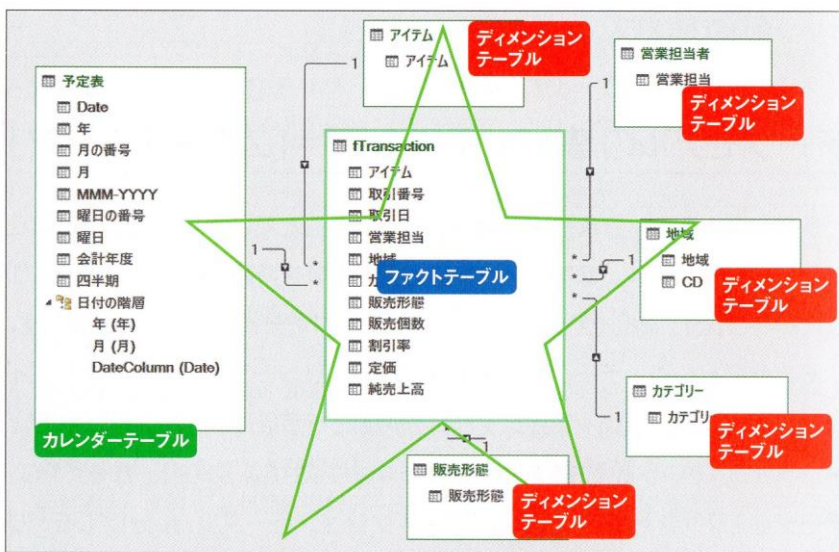 予定表
Date
年
月の番号
月
MMM-YYYY
曜日の番号
曜日
会計年度
四半期
日付の階層
年 (年)
月 (月)
DateColumn (Date)
カレンダーテーブル
アイテム
アイテム
ディメンション
テーブル
1
1
fTransaction
アイテム
取引番号
取引日
営業担当
地域
販売形態
販売個数
割引率
定価
純売上高
ファクトテーブル
*
*
*
*
*
営業担当者
営業担当
ディメンション
テーブル
1
地域
地域
CD
ディメンション
テーブル
1
カテゴリー
カテゴリ
ディメンション
テーブル
1
販売形態
販売形態
ディメンション
テーブル
1